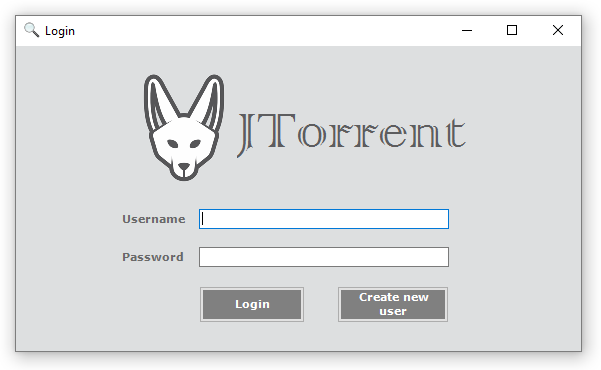 Login
JTorrent
Username
Password
Login
Create new
user